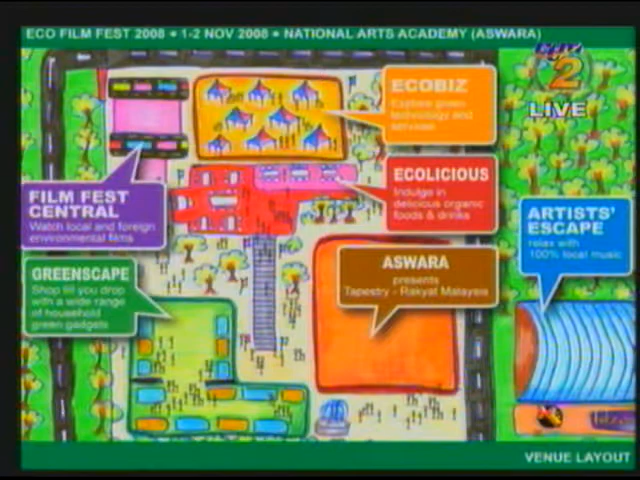 ECO FILM FEST 2008 • 1-2 NOV 2008 • NATIONAL ARTS ACADEMY (ASWARA)
2
LIVE
ECOBIZ
Explore green
technology and
services
ECOLICIOUS
Indulge in
delicious organic
foods & drinks
FILM FEST
CENTRAL
Watch local and foreign
environmental films
ARTISTS'
ESCAPE
relax with
100% local music
GREENSCAPE
Shop till you drop
with a wide range
of household
green gadgets
ASWARA
presents
Tapestry - Rakyat Malaysia
VENUE LAYOUT